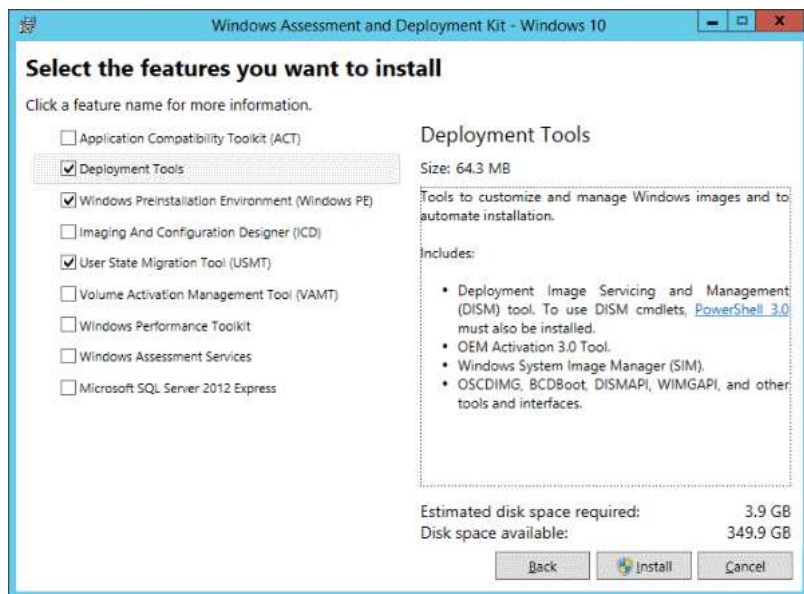 Windows Assessment and Deployment Kit - Windows 10
Select the features you want to install
Click a feature name for more information.
Application Compatibility Toolkit (ACT)
Deployment Tools
Windows Preinstallation Environment (Windows PE)
Imaging And Configuration Designer (ICD)
User State Migration Tool (USMT)
Volume Activation Management Tool (VAMT)
Windows Performance Toolkit
Windows Assessment Services
Microsoft SQL Server 2012 Express
Deployment Tools
Size: 64.3 MB
Tools to customize and manage Windows images and to
automate installation.
Includes:
• Deployment Image Servicing and Management
(DISM) tool. To use DISM cmdlets, PowerShell 3.0
must also be installed.
• OEM Activation 3.0 Tool.
• Windows System Image Manager (SIM).
• OSCDIMG, BCDBoot, DISMAPI, WIMGAPI, and other
tools and interfaces.
Estimated disk space required: 3.9 GB
Disk space available: 349.9 GB
Back Install Cancel